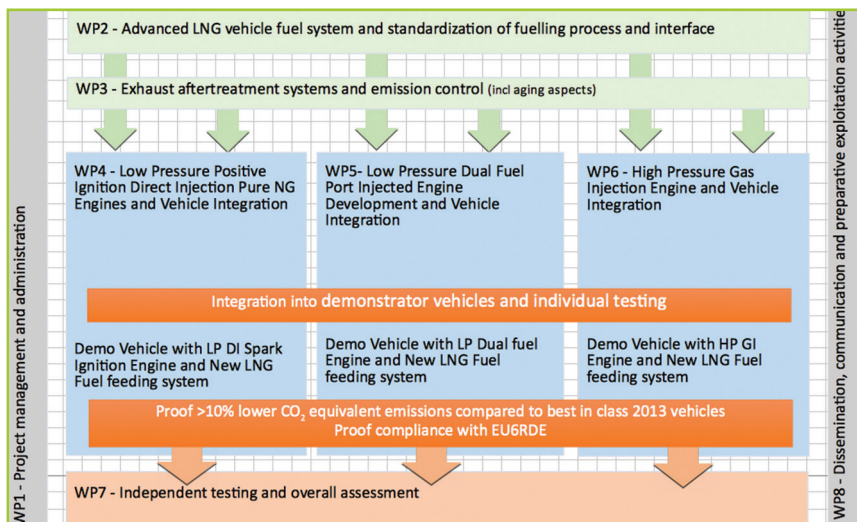 WP1 - Project management and administration
WP2 - Advanced LNG vehicle fuel system and standardization of fuelling process and interface
WP3 - Exhaust aftertreatment systems and emission control (incl aging aspects)
WP4 - Low Pressure Positive
Ignition Direct Injection Pure NG
Engines and Vehicle Integration
WP5- Low Pressure Dual Fuel
Port Injected Engine
Development and Vehicle
Integration
WP6 - High Pressure Gas
Injection Engine and Vehicle
Integration
Integration into demonstrator vehicles and individual testing
Demo Vehicle with LP DI Spark
Ignition Engine and New LNG
Fuel feeding system
Demo Vehicle with LP Dual fuel
Engine and New LNG Fuel
feeding system
Demo Vehicle with HP GI
Engine and New LNG Fuel
feeding system
Proof >10% lower CO₂ equivalent emissions compared to best in class 2013 vehicles
Proof compliance with EU6RDE
WP7 - Independent testing and overall assessment
WP8 - Dissemination, communication and preparative exploitation activities